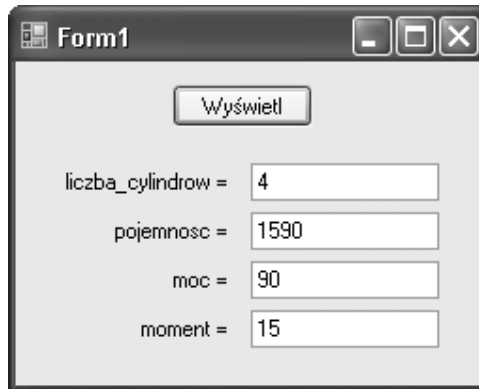 Form1
Wyświetl
liczba_cylindrow = 4
pojemnosc = 1590
moc = 90
moment = 15